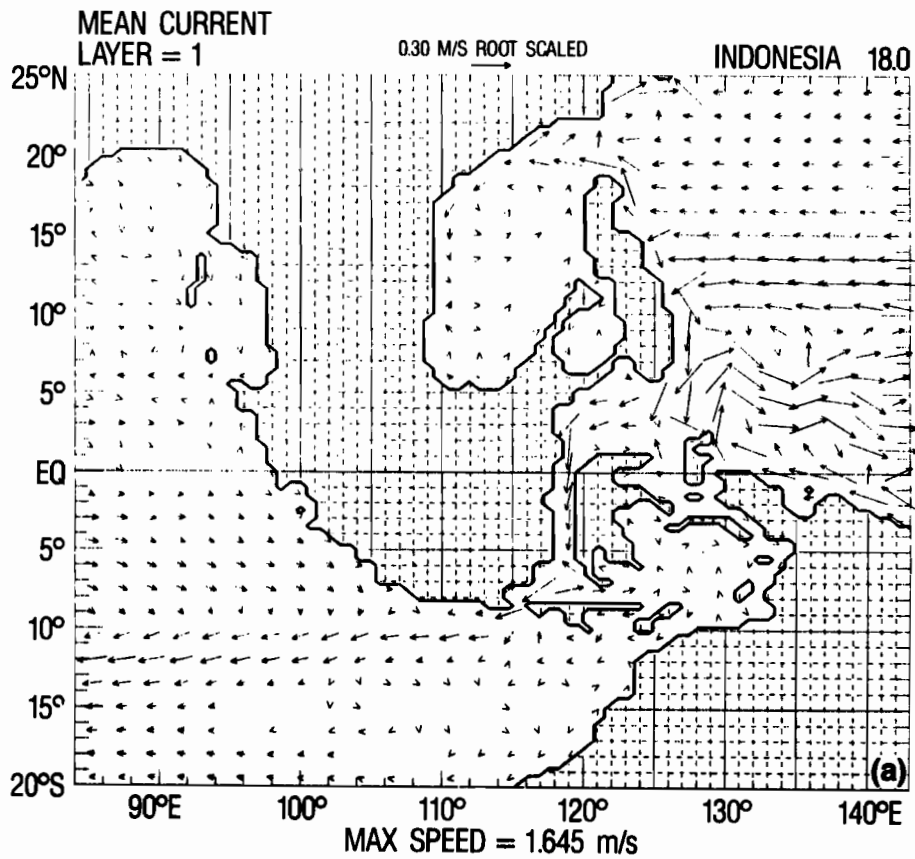 MEAN CURRENT
LAYER = 1
0.30 M/S ROOT SCALED
INDONESIA 18.0
25°N
20°
15°
10°
5°
EQ
5°
10°
15°
20°S
(a)
90°E 100° 110° 120° 130° 140°E
MAX SPEED = 1.645 m/s